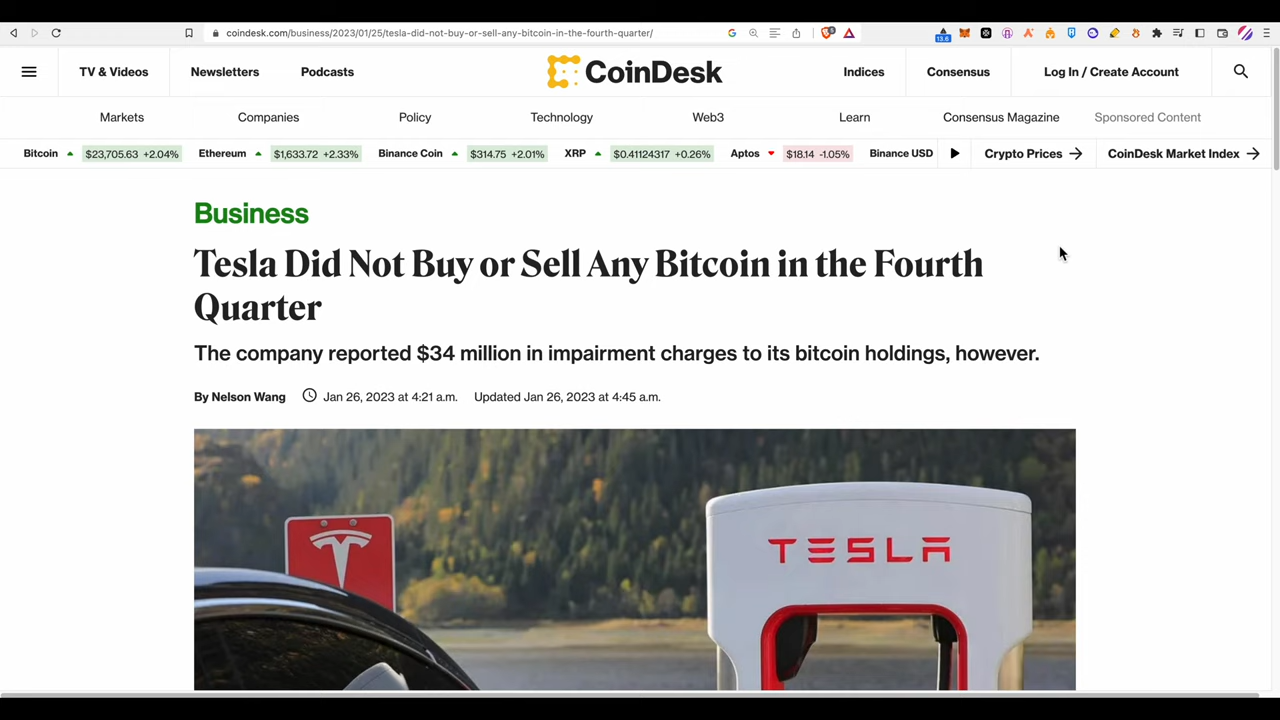 coindesk.com/business/2023/01/25/tesla-did-not-buy-or-sell-any-bitcoin-in-the-fourth-quarter/
13.6
TV & Videos Newsletters Podcasts CoinDesk Indices Consensus Log In / Create Account
Markets Companies Policy Technology Web3 Learn Consensus Magazine Sponsored Content
Bitcoin $23,705.63 +2.04% Ethereum $1,633.72 +2.33% Binance Coin $314.75 +2.01% XRP $0.41124317 +0.26% Aptos $18.14 -1.05% Binance USD Crypto Prices CoinDesk Market Index
Business
Tesla Did Not Buy or Sell Any Bitcoin in the Fourth
Quarter
The company reported $34 million in impairment charges to its bitcoin holdings, however.
By Nelson Wang Jan 26, 2023 at 4:21 a.m. Updated Jan 26, 2023 at 4:45 a.m.
TESLA